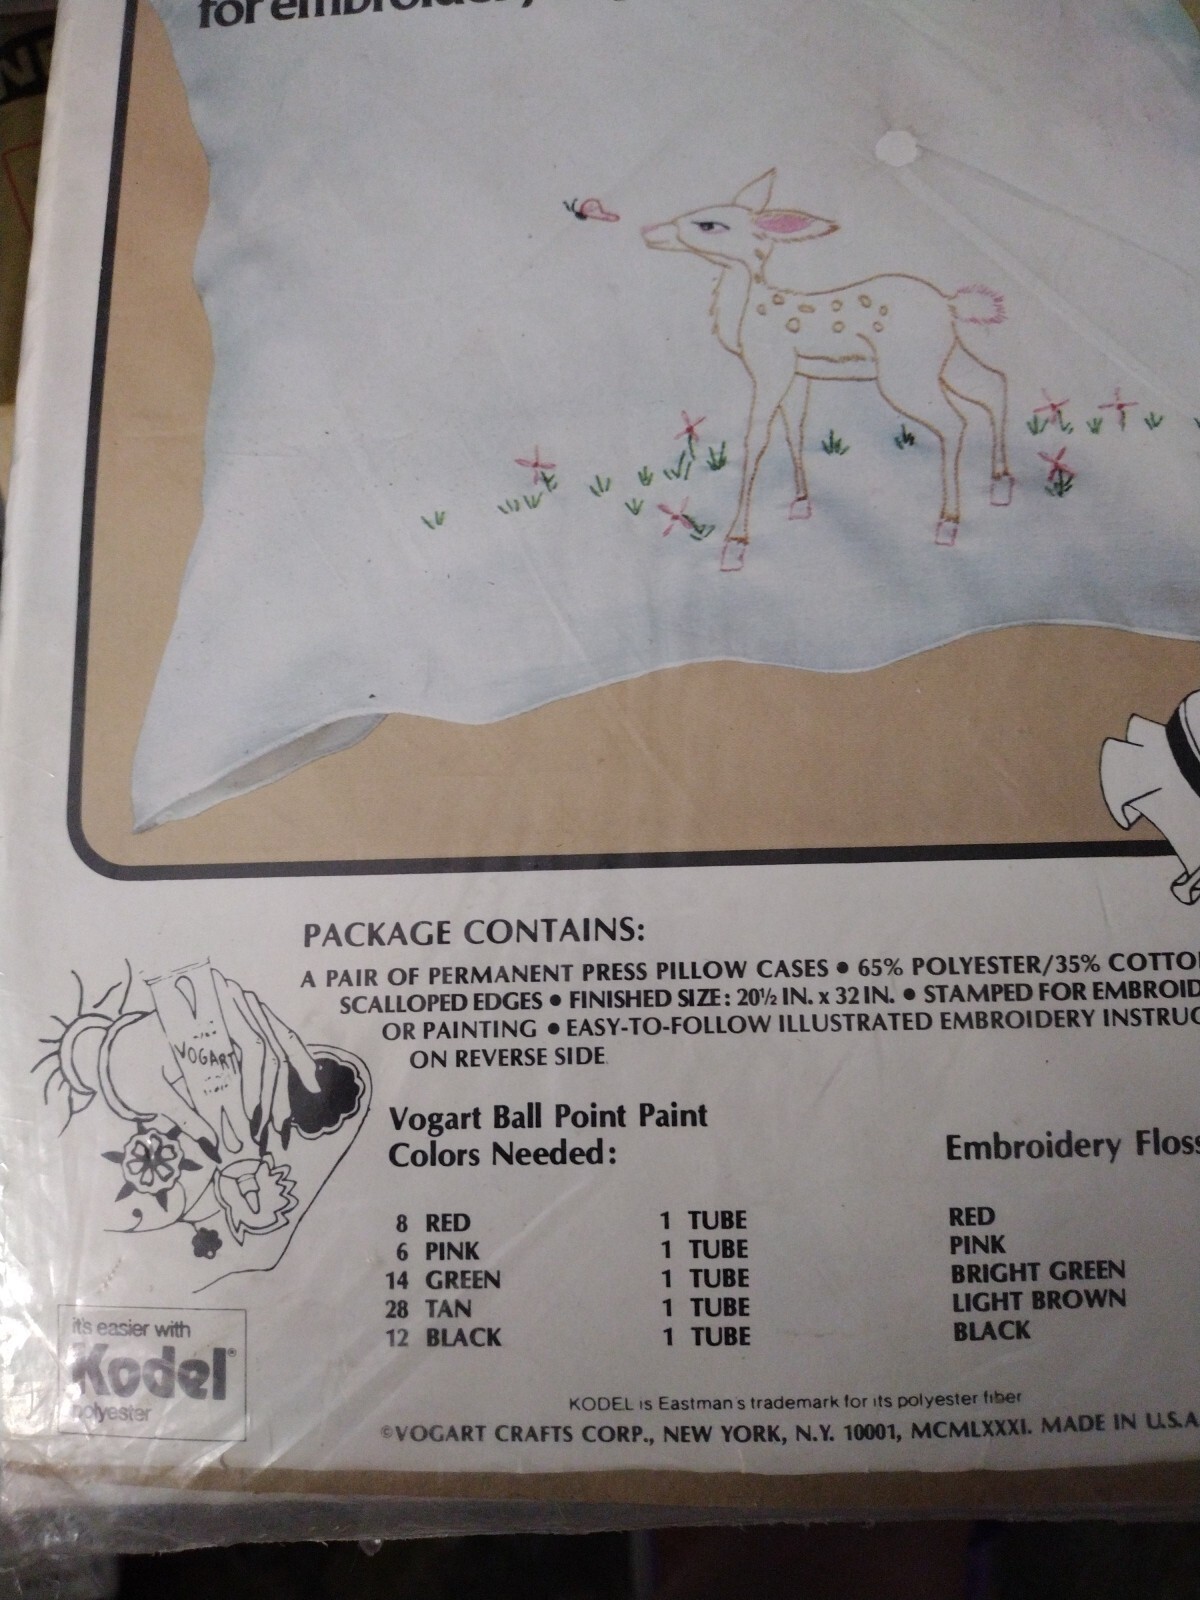 for embroidery
PACKAGE CONTAINS:
A PAIR OF PERMANENT PRESS PILLOW CASES ● 65% POLYESTER/35% COTTO
SCALLOPED EDGES ● FINISHED SIZE: 20½ IN. x 32 IN. ● STAMPED FOR EMBROID
OR PAINTING ● EASY-TO-FOLLOW ILLUSTRATED EMBROIDERY INSTRUC
ON REVERSE SIDE
VOGART
Vogart Ball Point Paint
Colors Needed:
8 RED 1 TUBE
6 PINK 1 TUBE
14 GREEN 1 TUBE
28 TAN 1 TUBE
12 BLACK 1 TUBE
Embroidery Floss
RED
PINK
BRIGHT GREEN
LIGHT BROWN
BLACK
it's easier with
Kodel®
polyester
KODEL is Eastman's trademark for its polyester fiber
©VOGART CRAFTS CORP., NEW YORK, N.Y. 10001, MCMLXXXI. MADE IN U.S.A.